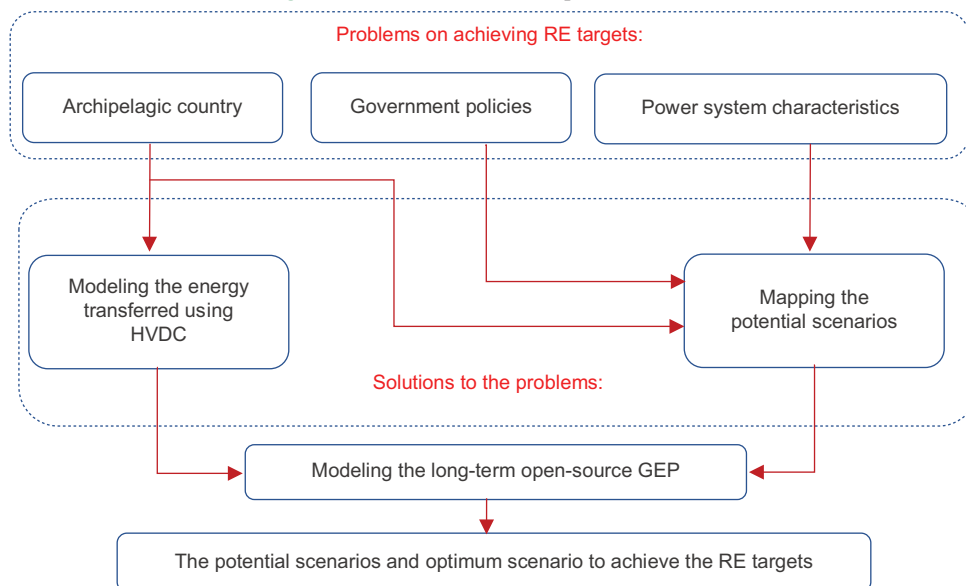 Problems on achieving RE targets:
Archipelagic country
Government policies
Power system characteristics
Modeling the energy
transferred using
HVDC
Mapping the
potential scenarios
Solutions to the problems:
Modeling the long-term open-source GEP
The potential scenarios and optimum scenario to achieve the RE targets